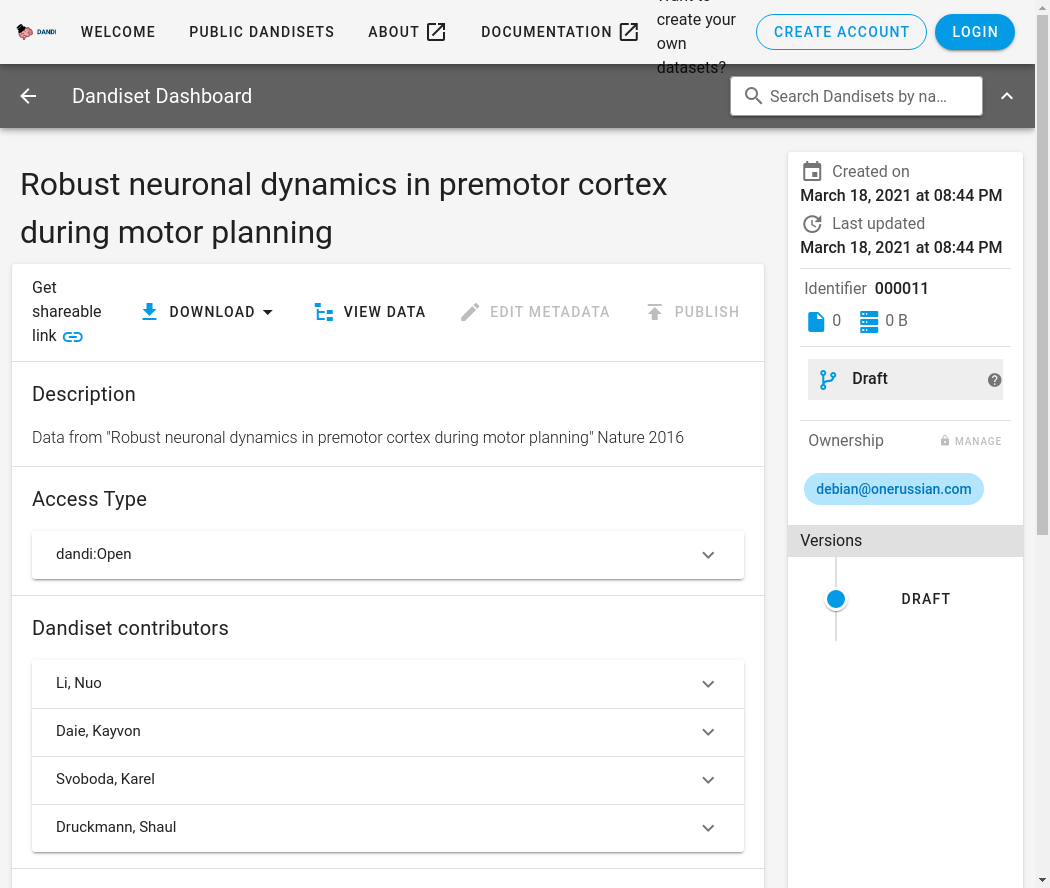 DANDI
WELCOME
PUBLIC DANDISETS
ABOUT
DOCUMENTATION
create your
own
datasets?
CREATE ACCOUNT
LOGIN
Dandiset Dashboard
Search Dandisets by na...
Robust neuronal dynamics in premotor cortex
during motor planning
Get
shareable
link
DOWNLOAD
VIEW DATA
EDIT METADATA
PUBLISH
Description
Data from "Robust neuronal dynamics in premotor cortex during motor planning" Nature 2016
Access Type
dandi:Open
Dandiset contributors
Li, Nuo
Daie, Kayvon
Svoboda, Karel
Druckmann, Shaul
Created on
March 18, 2021 at 08:44 PM
Last updated
March 18, 2021 at 08:44 PM
Identifier 000011
0
0 B
Draft
?
Ownership
MANAGE
debian@onerussian.com
Versions
DRAFT